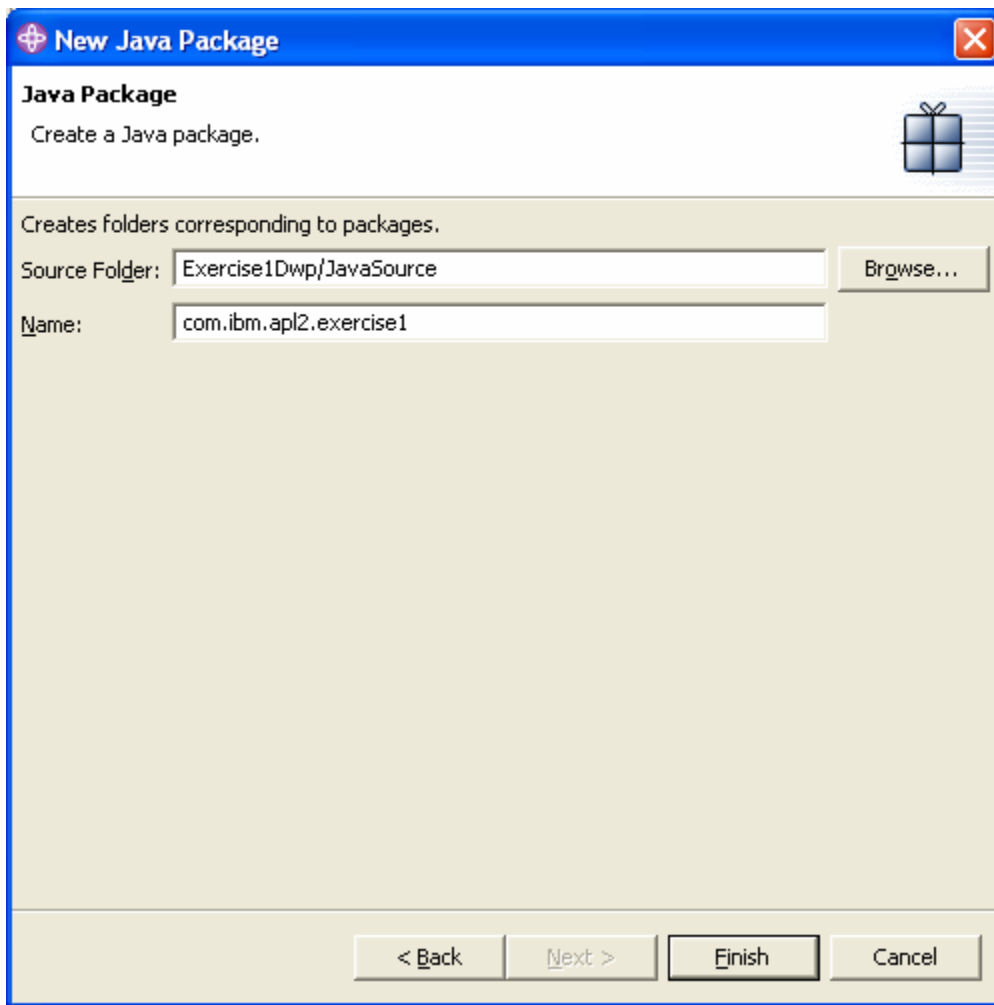 New Java Package
Java Package
Create a Java package.
Creates folders corresponding to packages.
Source Folder: Exercise1Dwp/JavaSource Browse...
Name: com.ibm.apl2.exercise1
< Back Next > Finish Cancel